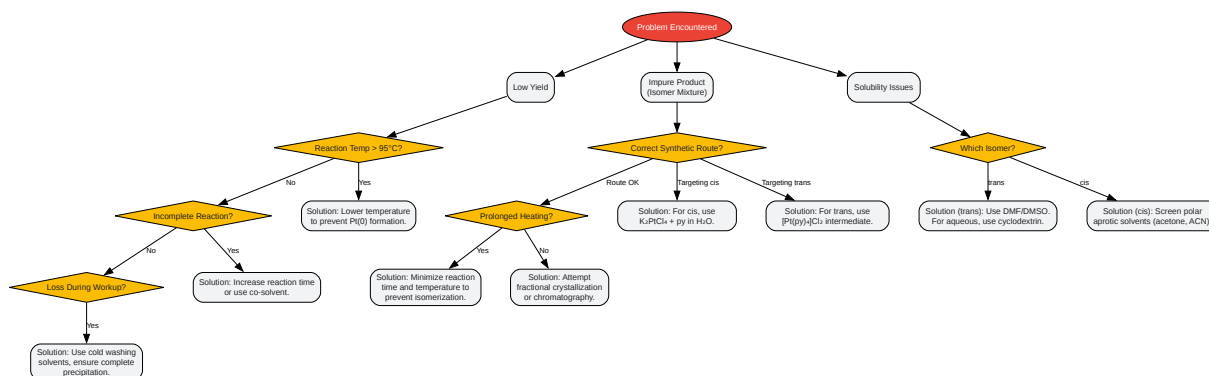 Problem Encountered
Low Yield
Impure Product
(Isomer Mixture)
Solubility Issues
Reaction Temp > 95°C?
Correct Synthetic Route?
Which Isomer?
No
Yes
Route OK
Targeting cis
Targeting trans
trans
cis
Incomplete Reaction?
Solution: Lower temperature
to prevent Pt(0) formation.
Prolonged Heating?
Solution: For cis, use
K₂PtCl₄ + py in H₂O.
Solution: For trans, use
[Pt(py)₄]Cl₂ intermediate.
Solution (trans): Use DMF/DMSO.
For aqueous, use cyclodextrin.
Solution (cis): Screen polar
aprotic solvents (acetone, ACN)
No
Yes
Yes
No
Loss During Workup?
Solution: Increase reaction time
or use co-solvent.
Solution: Minimize reaction
time and temperature to
prevent isomerization.
Solution: Attempt
fractional crystallization
or chromatography.
Yes
Solution: Use cold washing
solvents, ensure complete
precipitation.